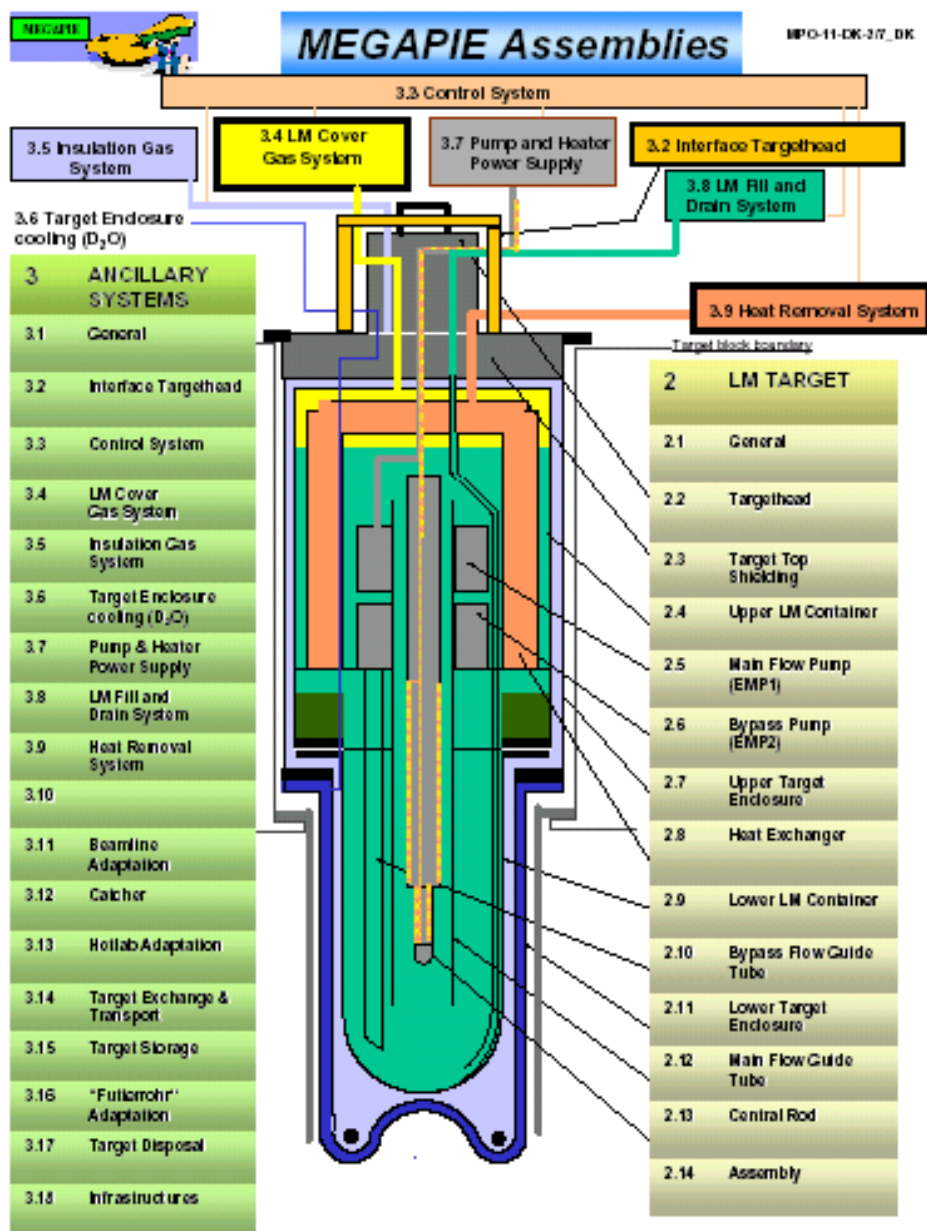 MEGAPIE
MEGAPIE Assemblies
MPO-11-DK-2/7_DK
3.3 Control System
3.5 Insulation Gas
System
3.4 LM Cover
Gas System
3.7 Pump and Heater
Power Supply
3.2 Interface Targethead
3.8 LM Fill and
Drain System
3.6 Target Enclosure
cooling (D₂O)
3.9 Heat Removal System
Target block boundary
3 ANCILLARY
SYSTEMS
3.1 General
3.2 Interface Targethead
3.3 Control System
3.4 LM Cover
Gas System
3.5 Insulation Gas
System
3.6 Target Enclosure
cooling (D₂O)
3.7 Pump & Heater
Power Supply
3.8 LM Fill and
Drain System
3.9 Heat Removal
System
3.10
3.11 Beamline
Adaptation
3.12 Catcher
3.13 Hotlab Adaptation
3.14 Target Exchange &
Transport
3.15 Target Storage
3.16 "Futterrohr"
Adaptation
3.17 Target Disposal
3.18 Infrastructures
2 LM TARGET
2.1 General
2.2 Targethead
2.3 Target Top
Shielding
2.4 Upper LM Container
2.5 Main Flow Pump
(EMP1)
2.6 Bypass Pump
(EMP2)
2.7 Upper Target
Enclosure
2.8 Heat Exchanger
2.9 Lower LM Container
2.10 Bypass Flow Guide
Tube
2.11 Lower Target
Enclosure
2.12 Main Flow Guide
Tube
2.13 Central Rod
2.14 Assembly